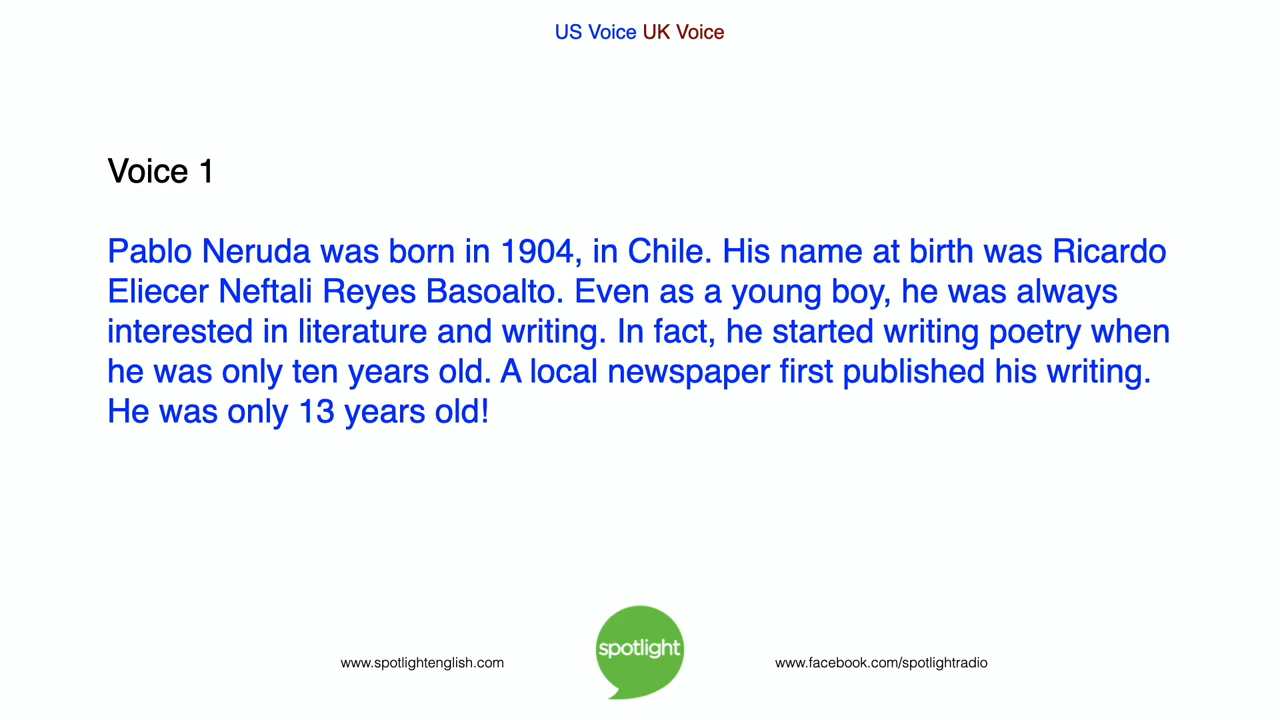 US Voice UK Voice
Voice 1
Pablo Neruda was born in 1904, in Chile. His name at birth was Ricardo
Eliecer Neftali Reyes Basoalto. Even as a young boy, he was always
interested in literature and writing. In fact, he started writing poetry when
he was only ten years old. A local newspaper first published his writing.
He was only 13 years old!
www.spotlightenglish.com
spotlight
www.facebook.com/spotlightradio